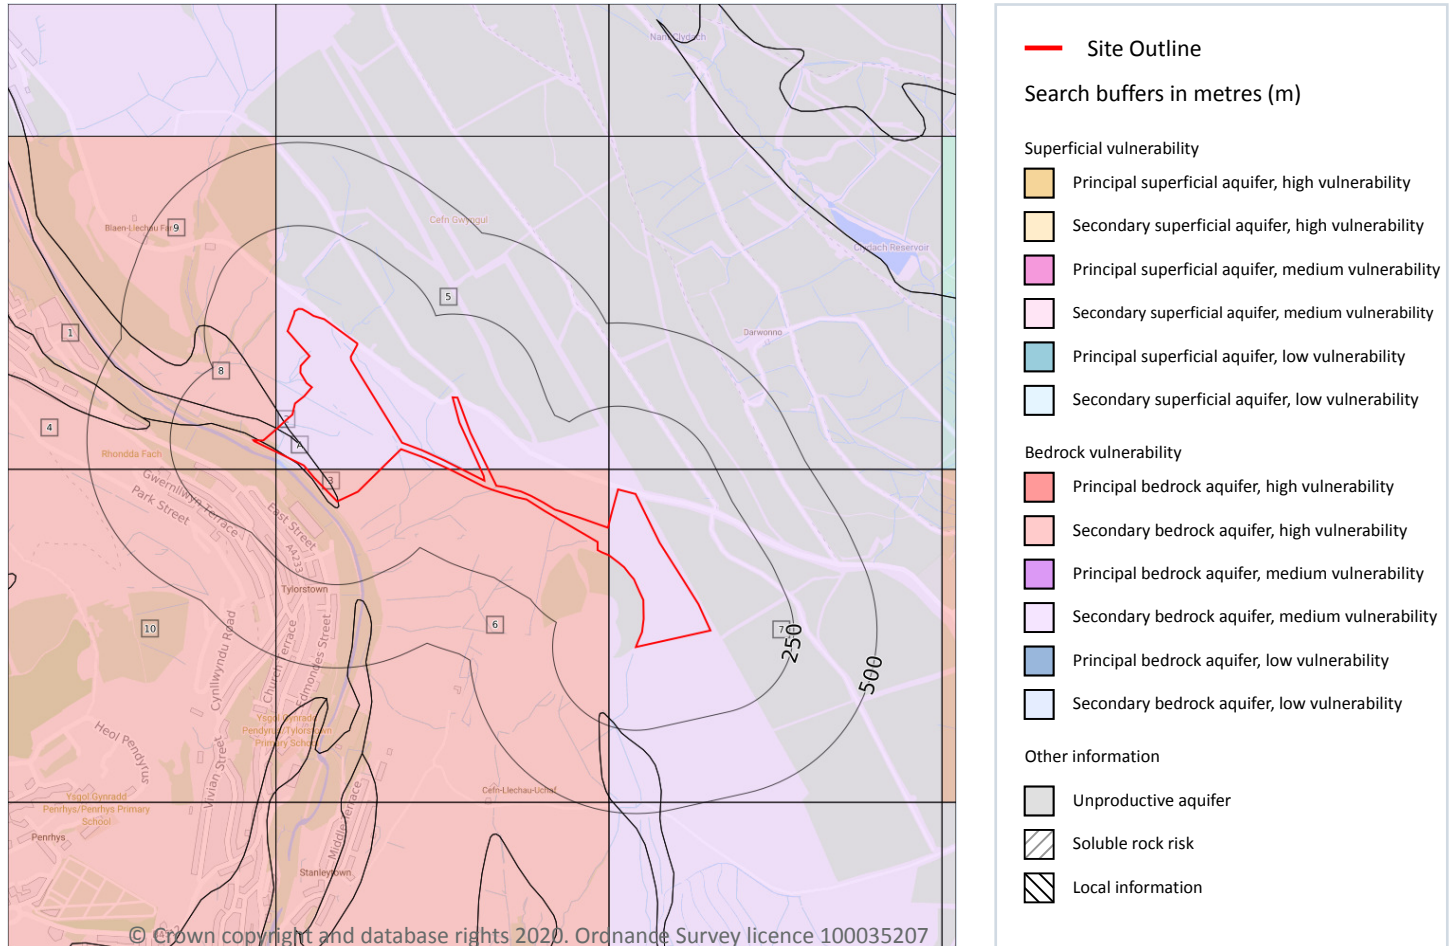 Nant Clydach
Cefn Gwyngul
Clydach Reservoir
Darwonno
9
5
1
8
4
2
A
3
Rhondda Fach
Gwernllwyn Terrace
Park Street
East Street
A4233
Tylorstown
10
6
7
250
500
Cynllwyndu Road
Church Terrace
Edmondes Street
Ysgol Gynradd
Pendyrus/Tylorstown
Primary School
Heol Pendyrus
Vivian Street
Cefn-Llechau-Uchaf
Ysgol Gynradd
Penrhys/Penrhys Primary
School
Penrhys
Middle Terrace
Stanleytown
© Crown copyright and database rights 2020. Ordnance Survey licence 100035207
Site Outline
Search buffers in metres (m)
Superficial vulnerability
Principal superficial aquifer, high vulnerability
Secondary superficial aquifer, high vulnerability
Principal superficial aquifer, medium vulnerability
Secondary superficial aquifer, medium vulnerability
Principal superficial aquifer, low vulnerability
Secondary superficial aquifer, low vulnerability
Bedrock vulnerability
Principal bedrock aquifer, high vulnerability
Secondary bedrock aquifer, high vulnerability
Principal bedrock aquifer, medium vulnerability
Secondary bedrock aquifer, medium vulnerability
Principal bedrock aquifer, low vulnerability
Secondary bedrock aquifer, low vulnerability
Other information
Unproductive aquifer
Soluble rock risk
Local information